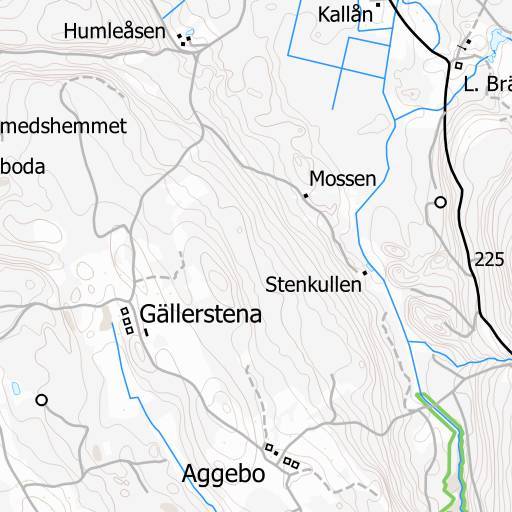 Kallån
Humleåsen
L. Brä
medshemmet
boda
Mossen
225
Stenkullen
Gällerstena
Aggebo